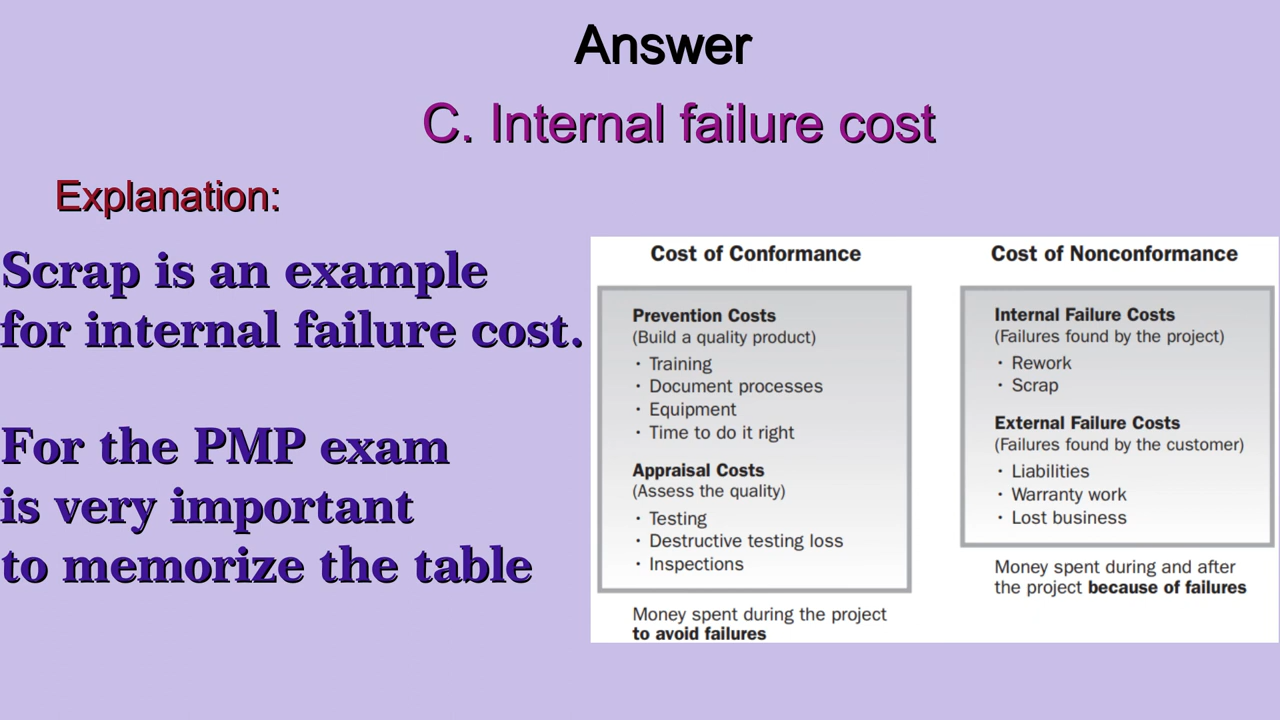 Answer
C. Internal failure cost
Explanation:
Scrap is an example
for internal failure cost.
For the PMP exam
is very important
to memorize the table
Cost of Conformance
Prevention Costs
(Build a quality product)
· Training
· Document processes
· Equipment
· Time to do it right
Appraisal Costs
(Assess the quality)
· Testing
· Destructive testing loss
· Inspections
Money spent during the project
to avoid failures
Cost of Nonconformance
Internal Failure Costs
(Failures found by the project)
· Rework
· Scrap
External Failure Costs
(Failures found by the customer)
· Liabilities
· Warranty work
· Lost business
Money spent during and after
the project because of failures